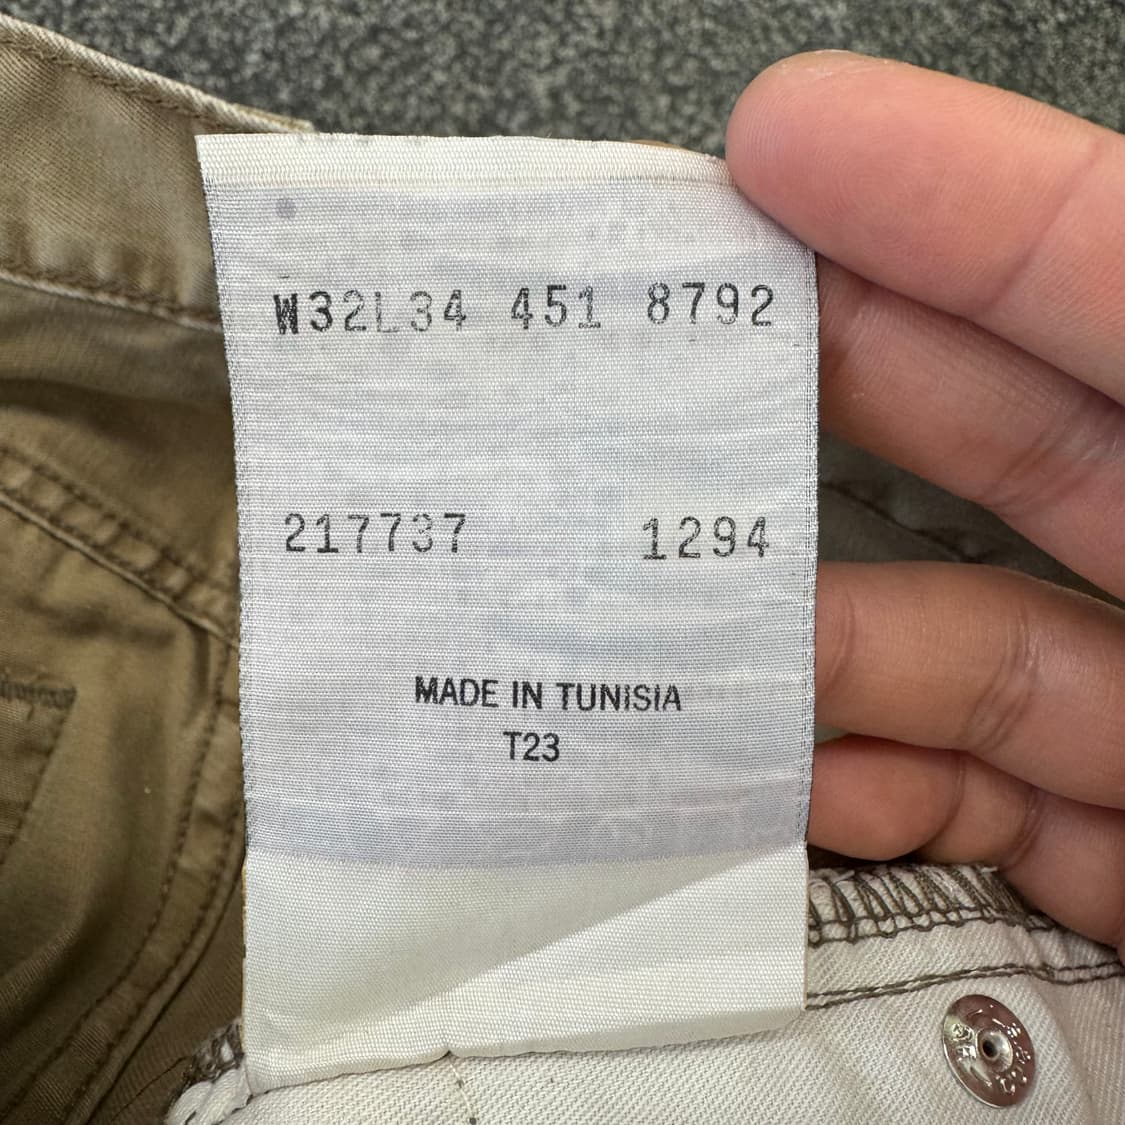 W32L34 451 8792
217737 1294
MADE IN TUNISIA
T23